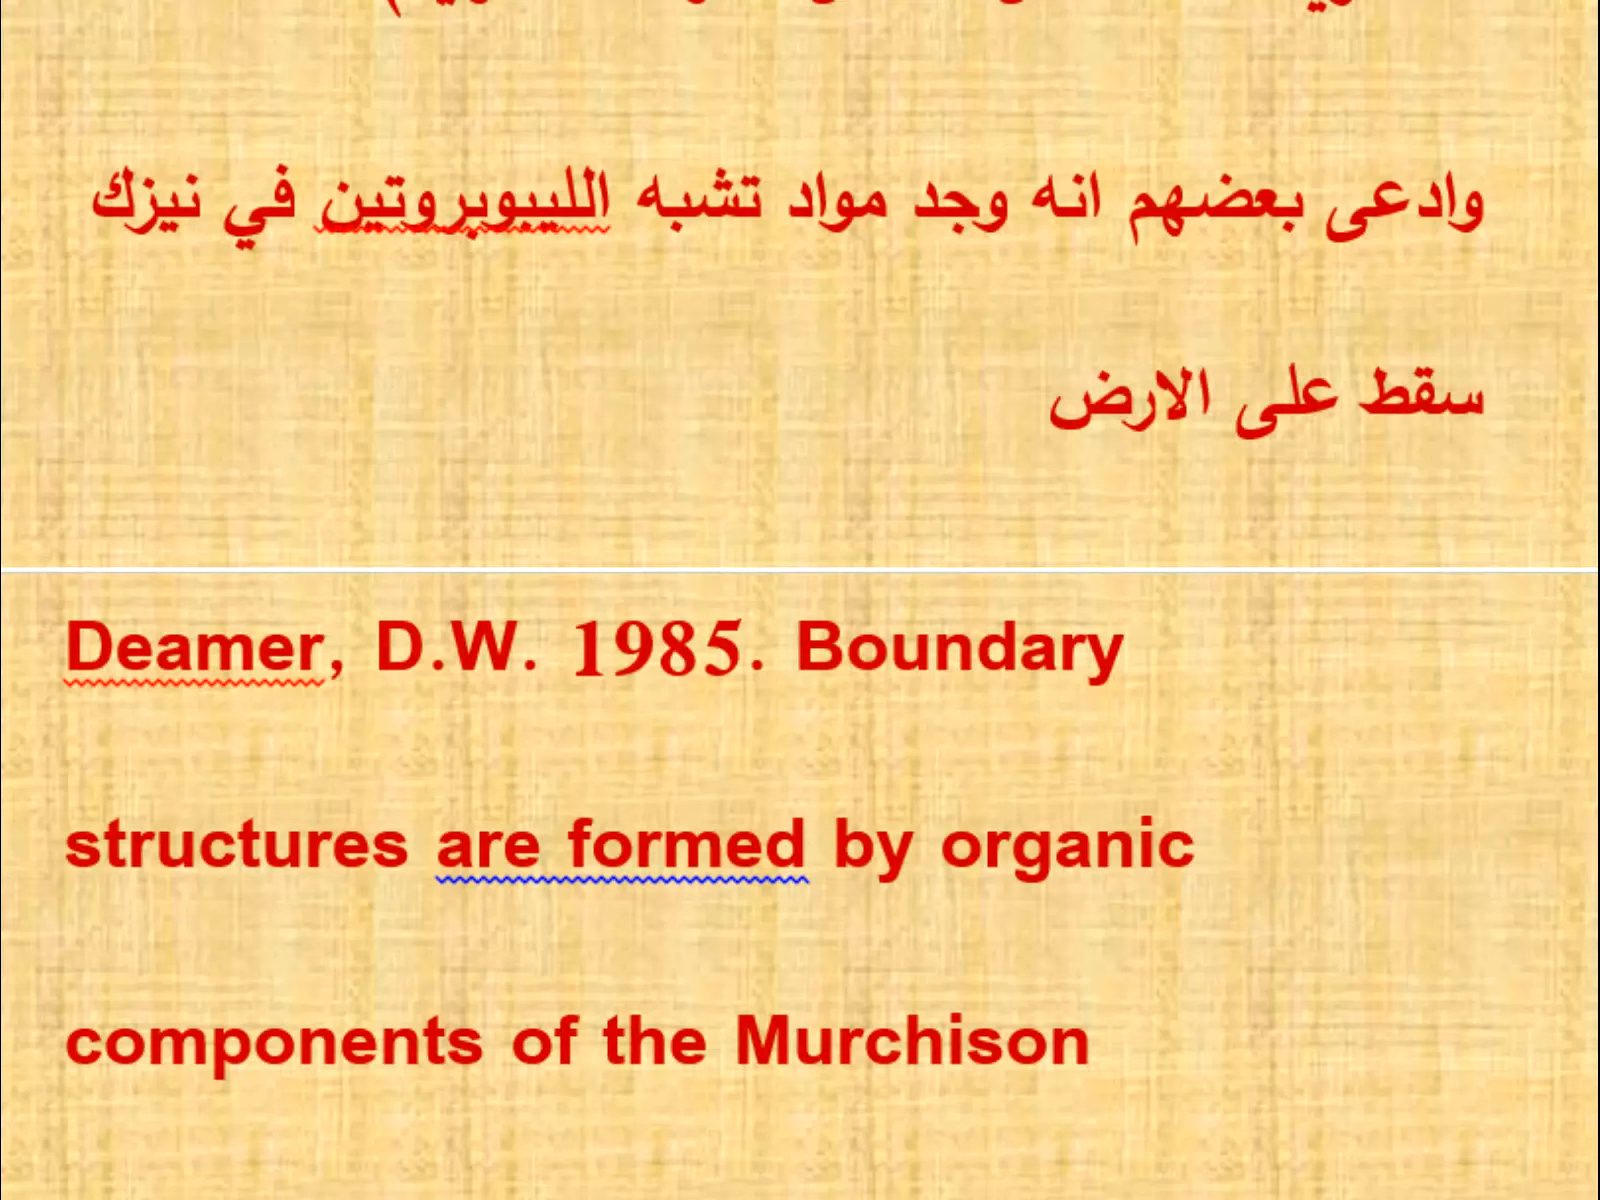 وادعى بعضهم انه وجد مواد تشبه الليبوبروتين في نيزك
سقط على الارض
Deamer, D.W. 1985. Boundary
structures are formed by organic
components of the Murchison